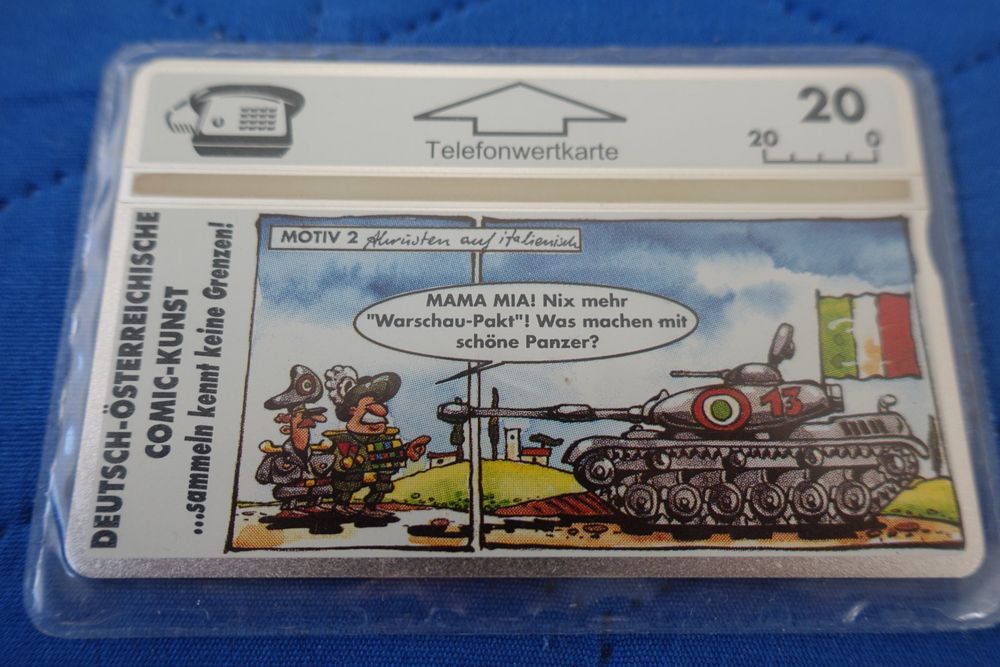 20
20 0
Telefonwertkarte
DEUTSCH-ÖSTERREICHISCHE
COMIC-KUNST
...sammeln kennt keine Grenzen!
MOTIV 2 Abrüsten auf italienisch
MAMA MIA! Nix mehr
"Warschau-Pakt"! Was machen mit
schöne Panzer?
13